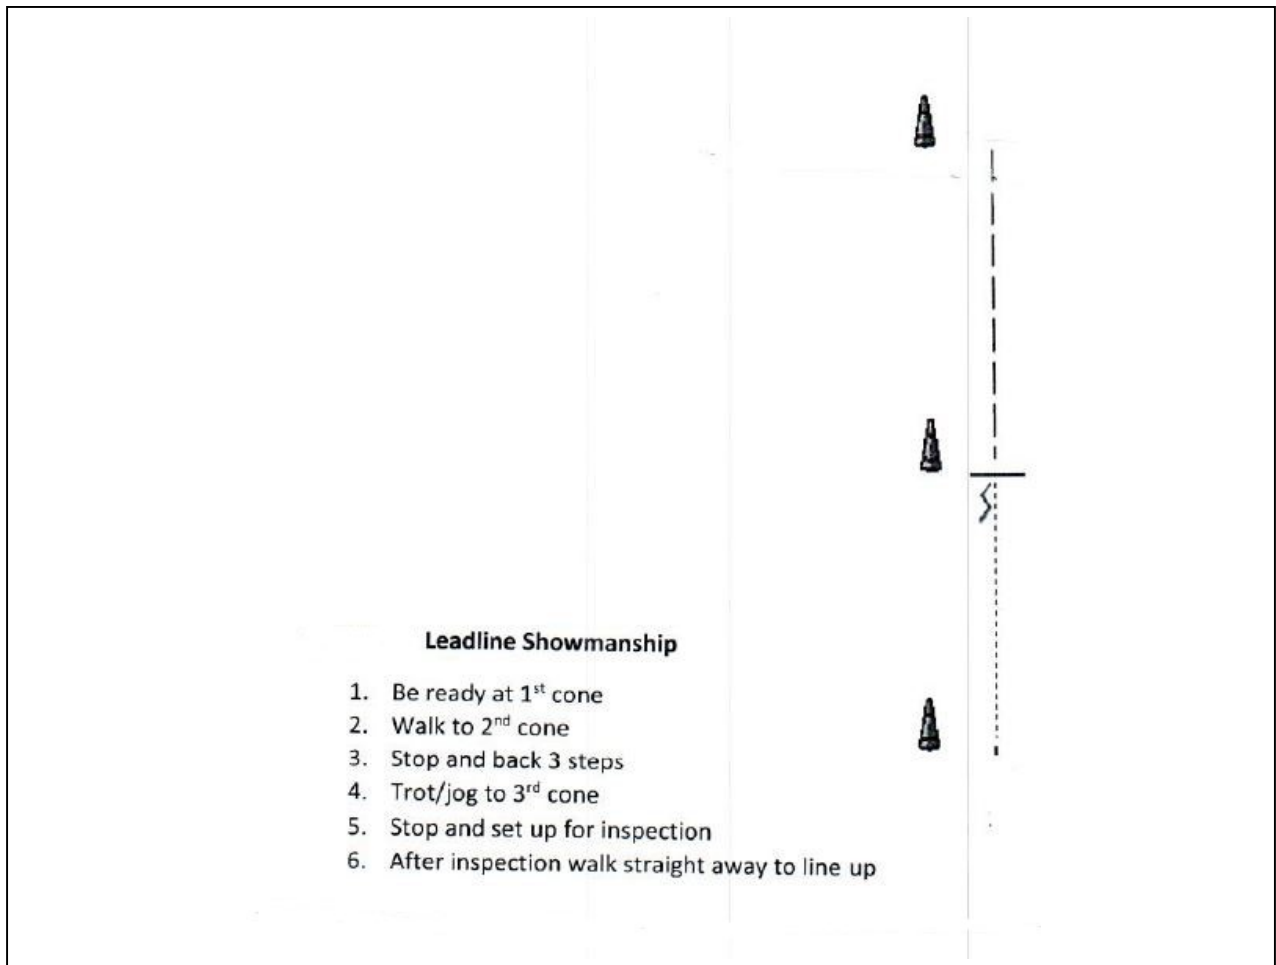 Leadline Showmanship
1. Be ready at 1st cone
2. Walk to 2nd cone
3. Stop and back 3 steps
4. Trot/jog to 3rd cone
5. Stop and set up for inspection
6. After inspection walk straight away to line up